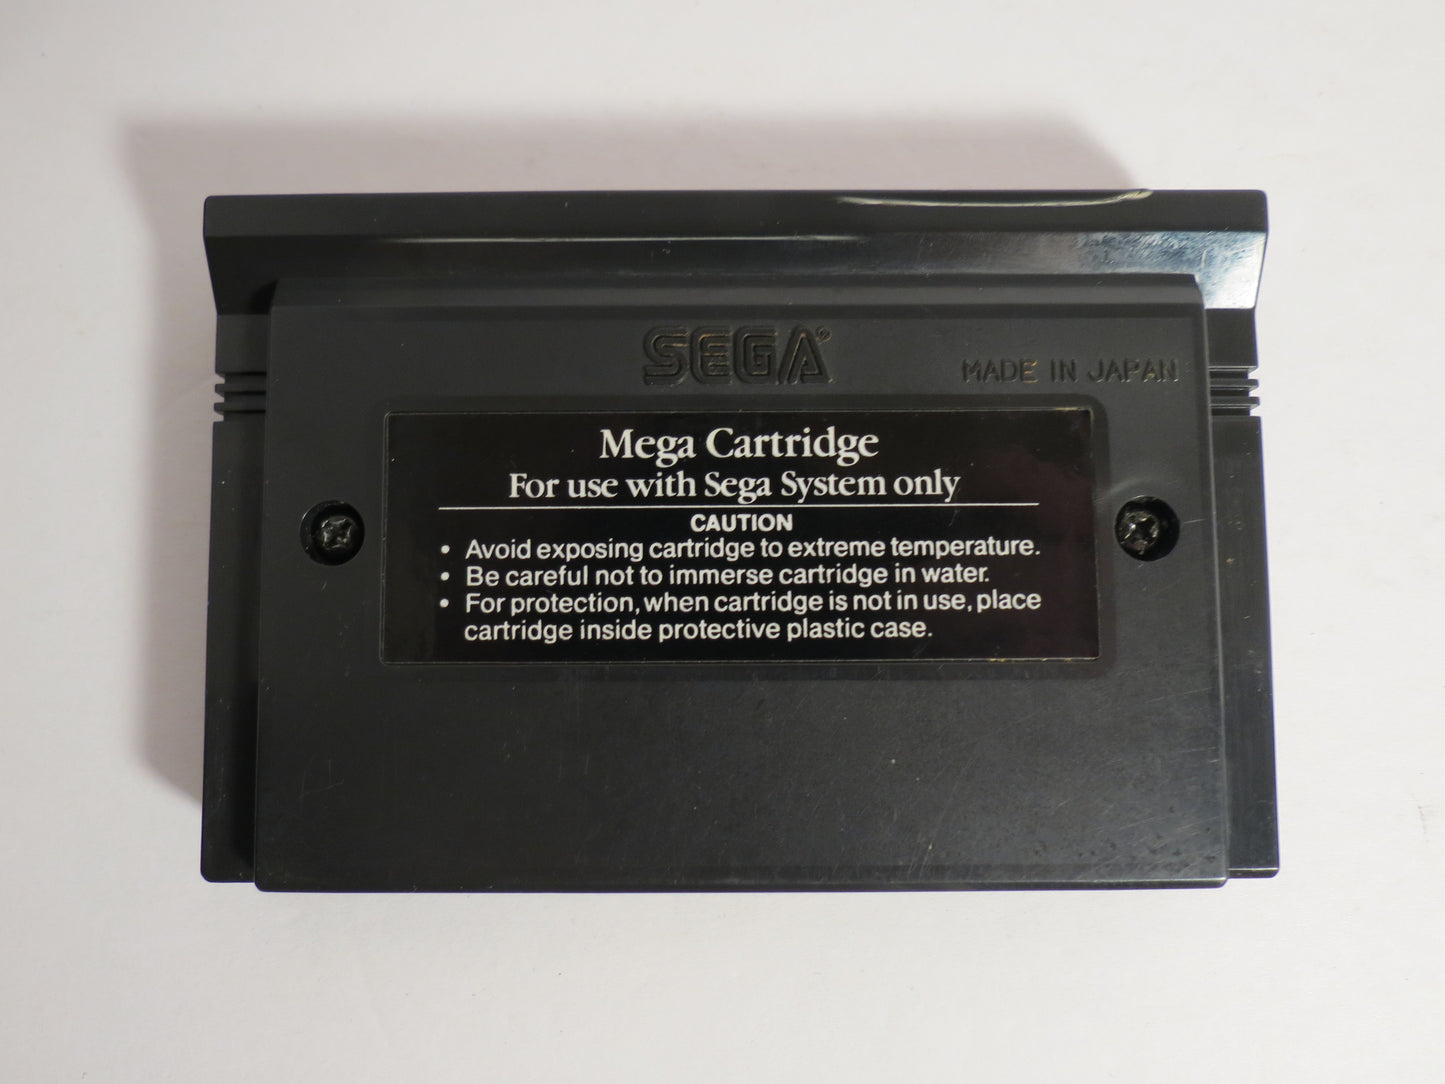 SEGA®
MADE IN JAPAN
Mega Cartridge
For use with Sega System only
CAUTION
• Avoid exposing cartridge to extreme temperature.
• Be careful not to immerse cartridge in water.
• For protection, when cartridge is not in use, place
cartridge inside protective plastic case.